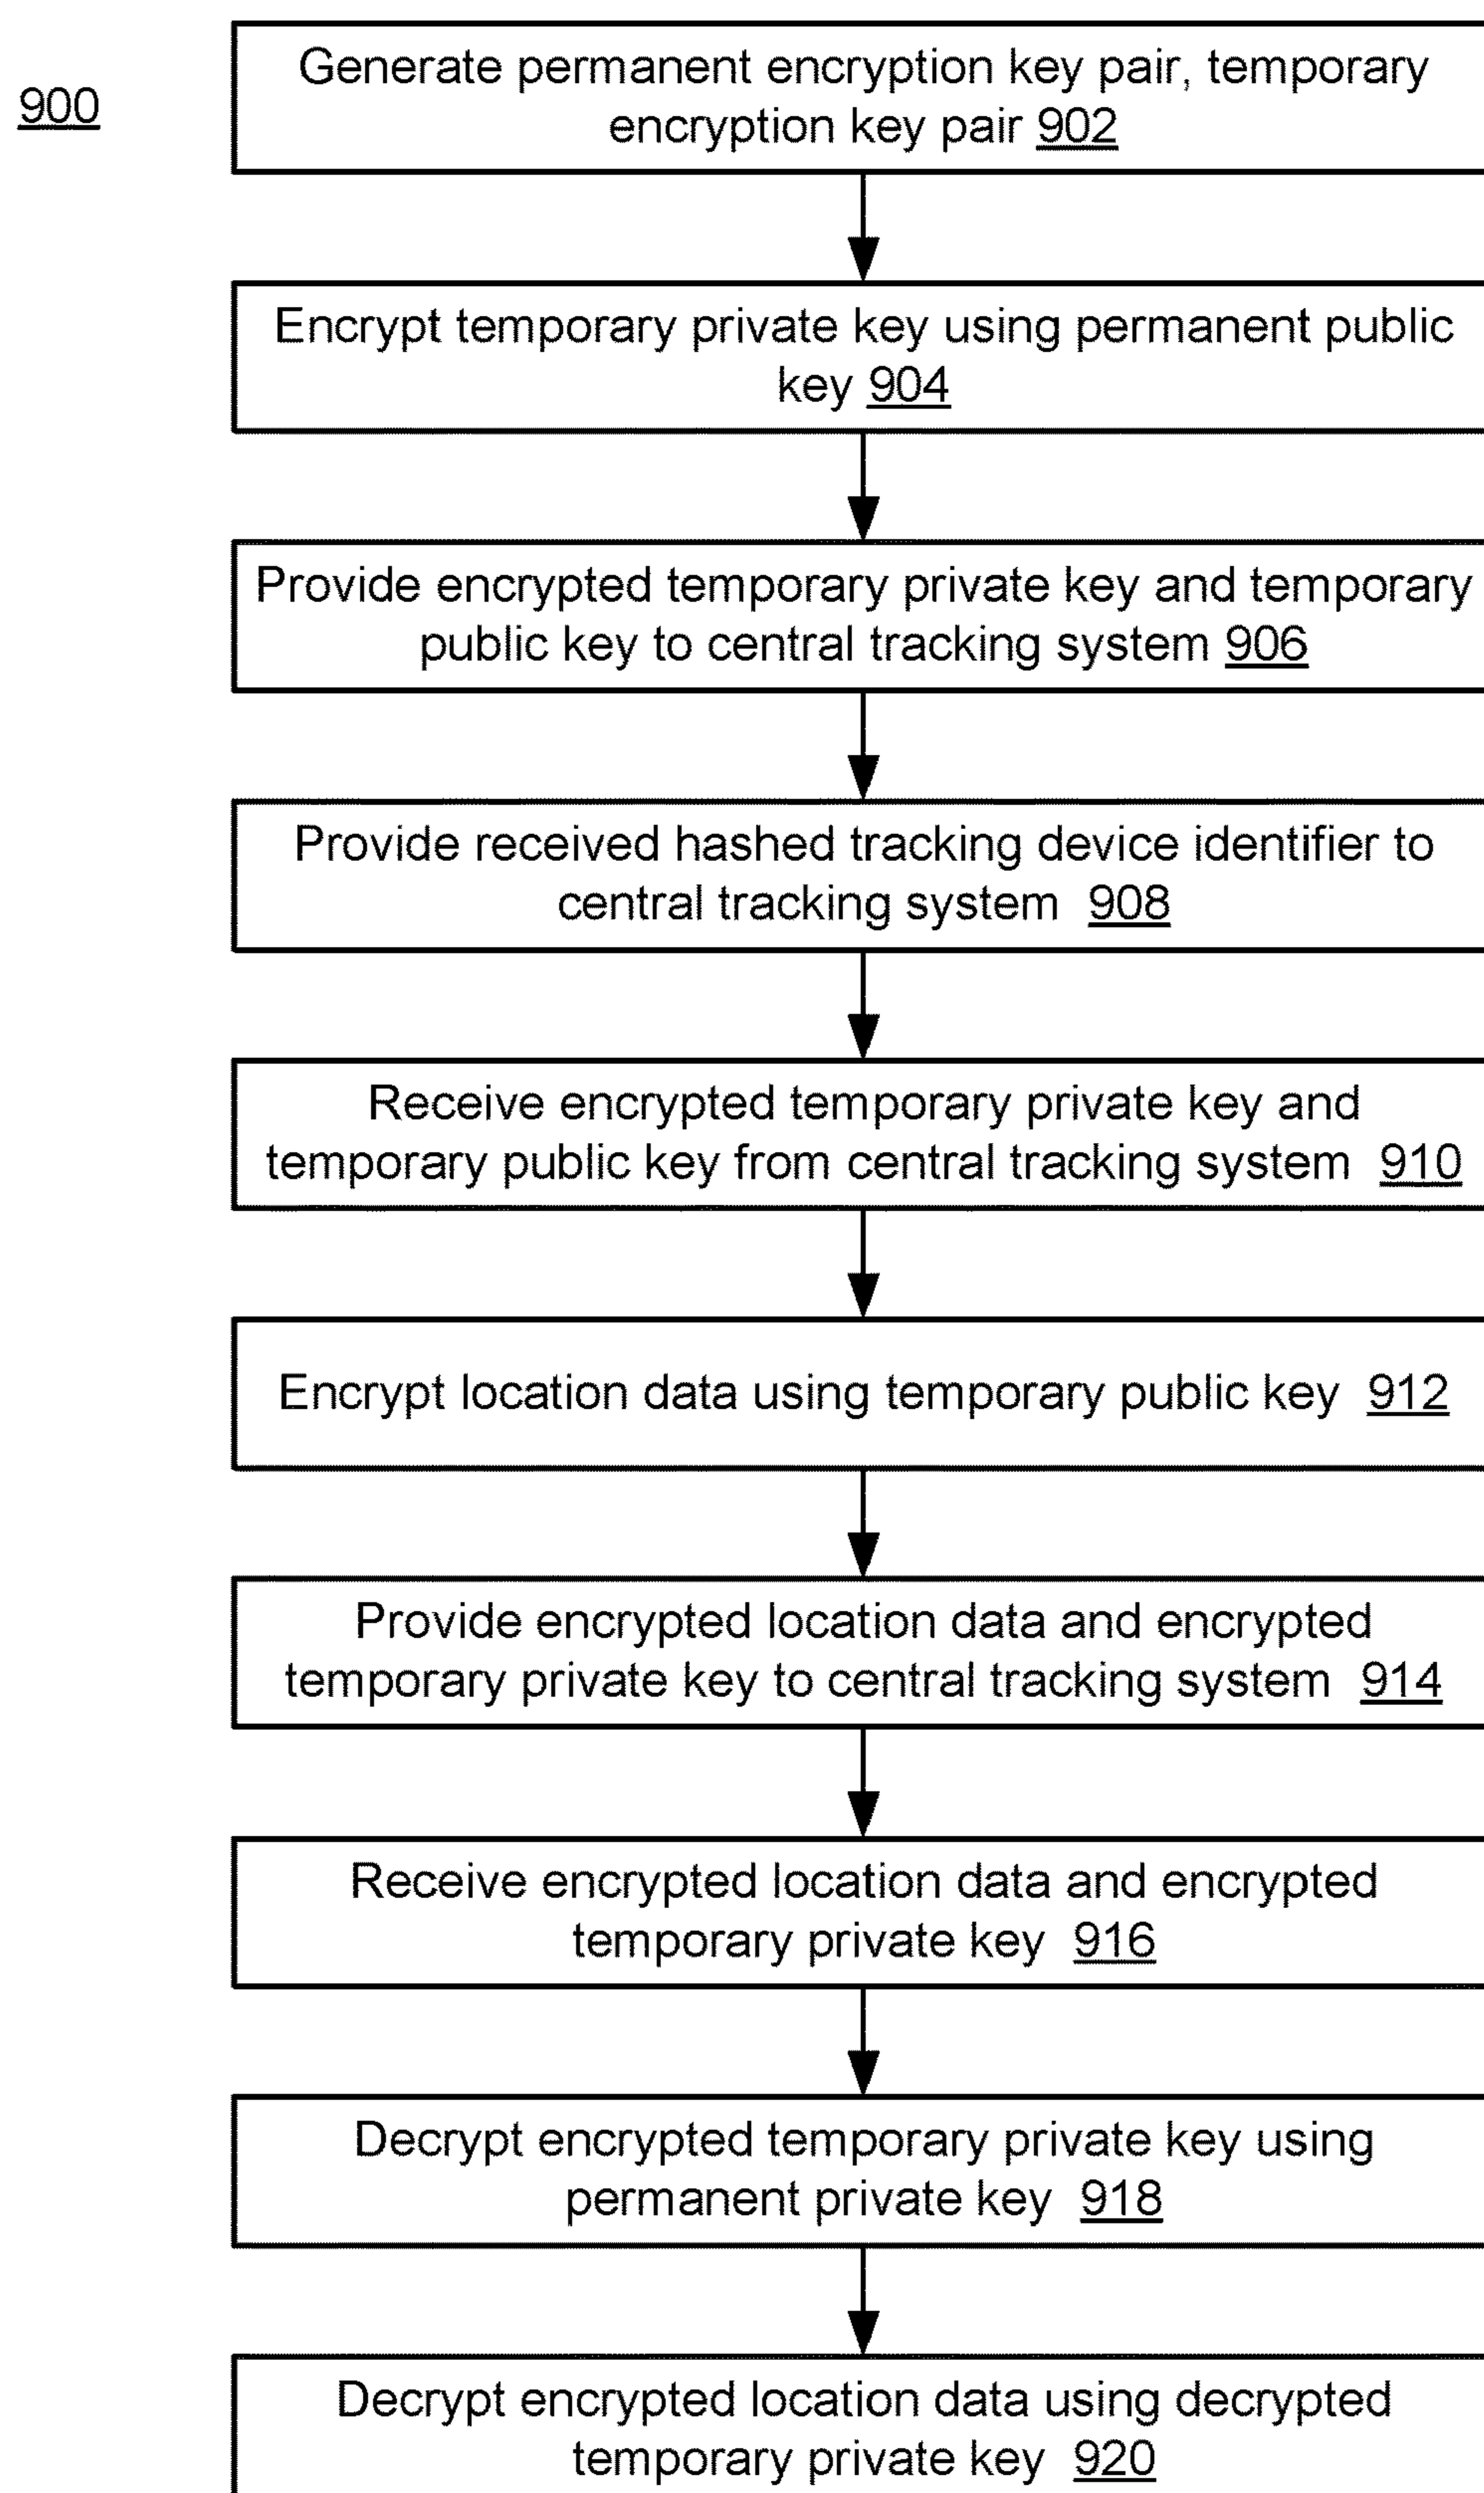 900
Generate permanent encryption key pair, temporary
encryption key pair 902
Encrypt temporary private key using permanent public
key 904
Provide encrypted temporary private key and temporary
public key to central tracking system 906
Provide received hashed tracking device identifier to
central tracking system 908
Receive encrypted temporary private key and
temporary public key from central tracking system 910
Encrypt location data using temporary public key 912
Provide encrypted location data and encrypted
temporary private key to central tracking system 914
Receive encrypted location data and encrypted
temporary private key 916
Decrypt encrypted temporary private key using
permanent private key 918
Decrypt encrypted location data using decrypted
temporary private key 920